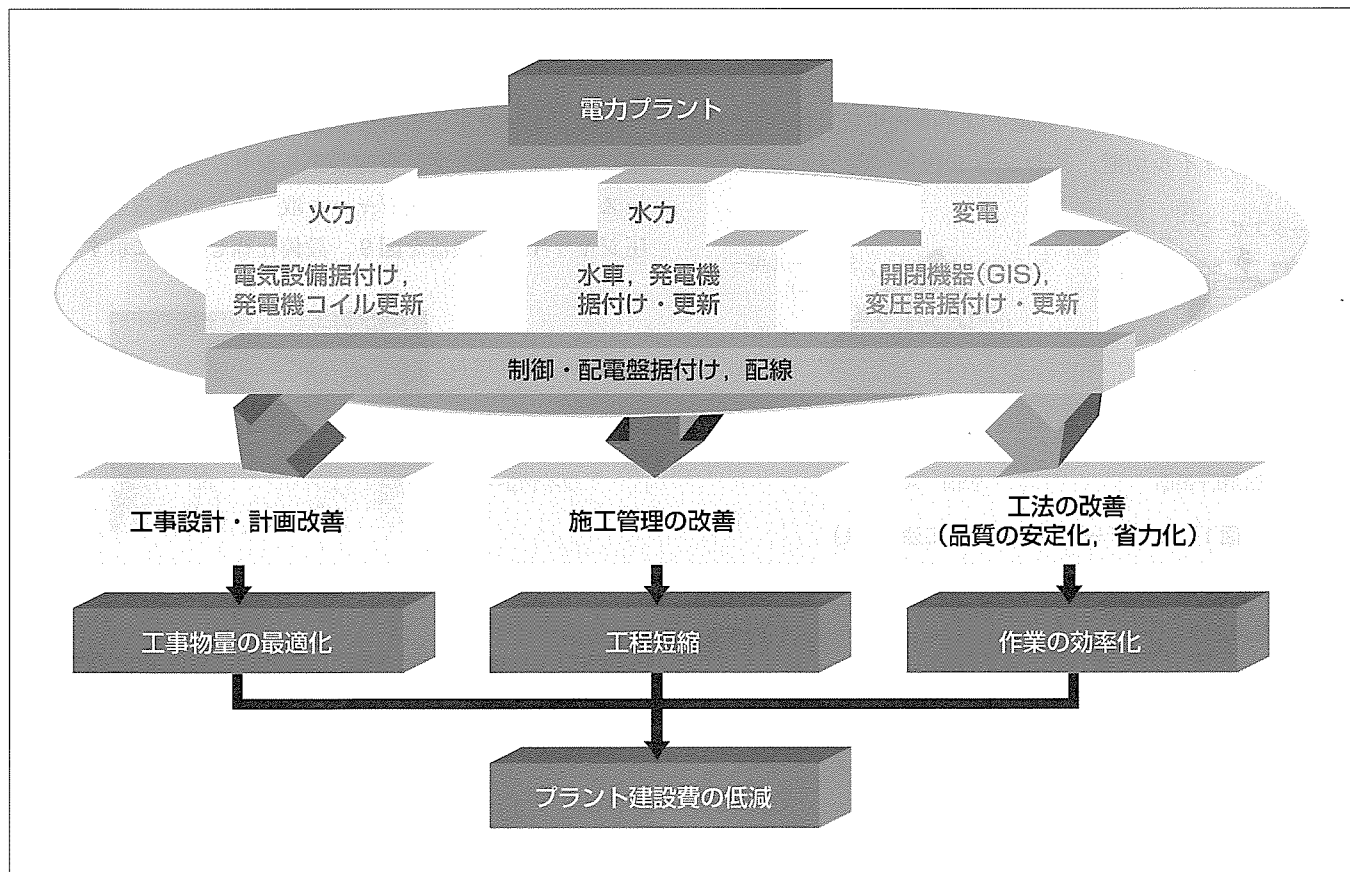 電力プラント
火力
水力
変電
電気設備据付け,
発電機コイル更新
水車, 発電機
据付け・更新
開閉機器(GIS),
変圧器据付け・更新
制御・配電盤据付け, 配線
工事設計・計画改善
施工管理の改善
工法の改善
(品質の安定化, 省力化)
工事物量の最適化
工程短縮
作業の効率化
プラント建設費の低減